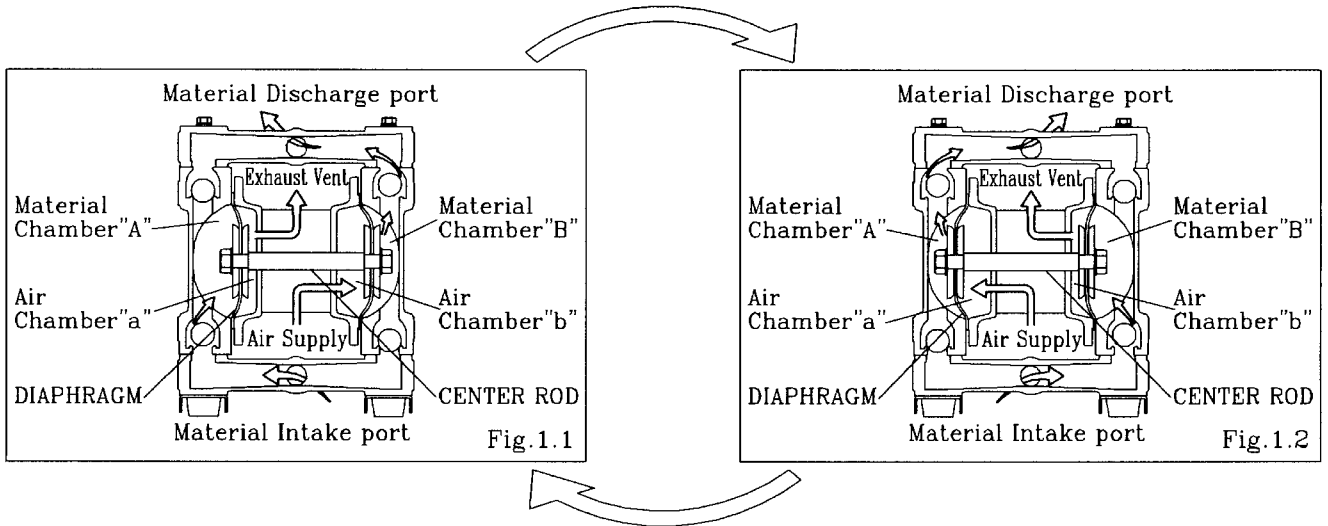 Material Discharge port
Exhaust Vent
Material
Chamber"A"
Material
Chamber"B"
Air
Chamber"a"
Air
Chamber"b"
Air Supply
DIAPHRAGM
CENTER ROD
Material Intake port
Fig.1.1
Material Discharge port
Exhaust Vent
Material
Chamber"A"
Material
Chamber"B"
Air
Chamber"a"
Air
Chamber"b"
Air Supply
DIAPHRAGM
CENTER ROD
Material Intake port
Fig.1.2